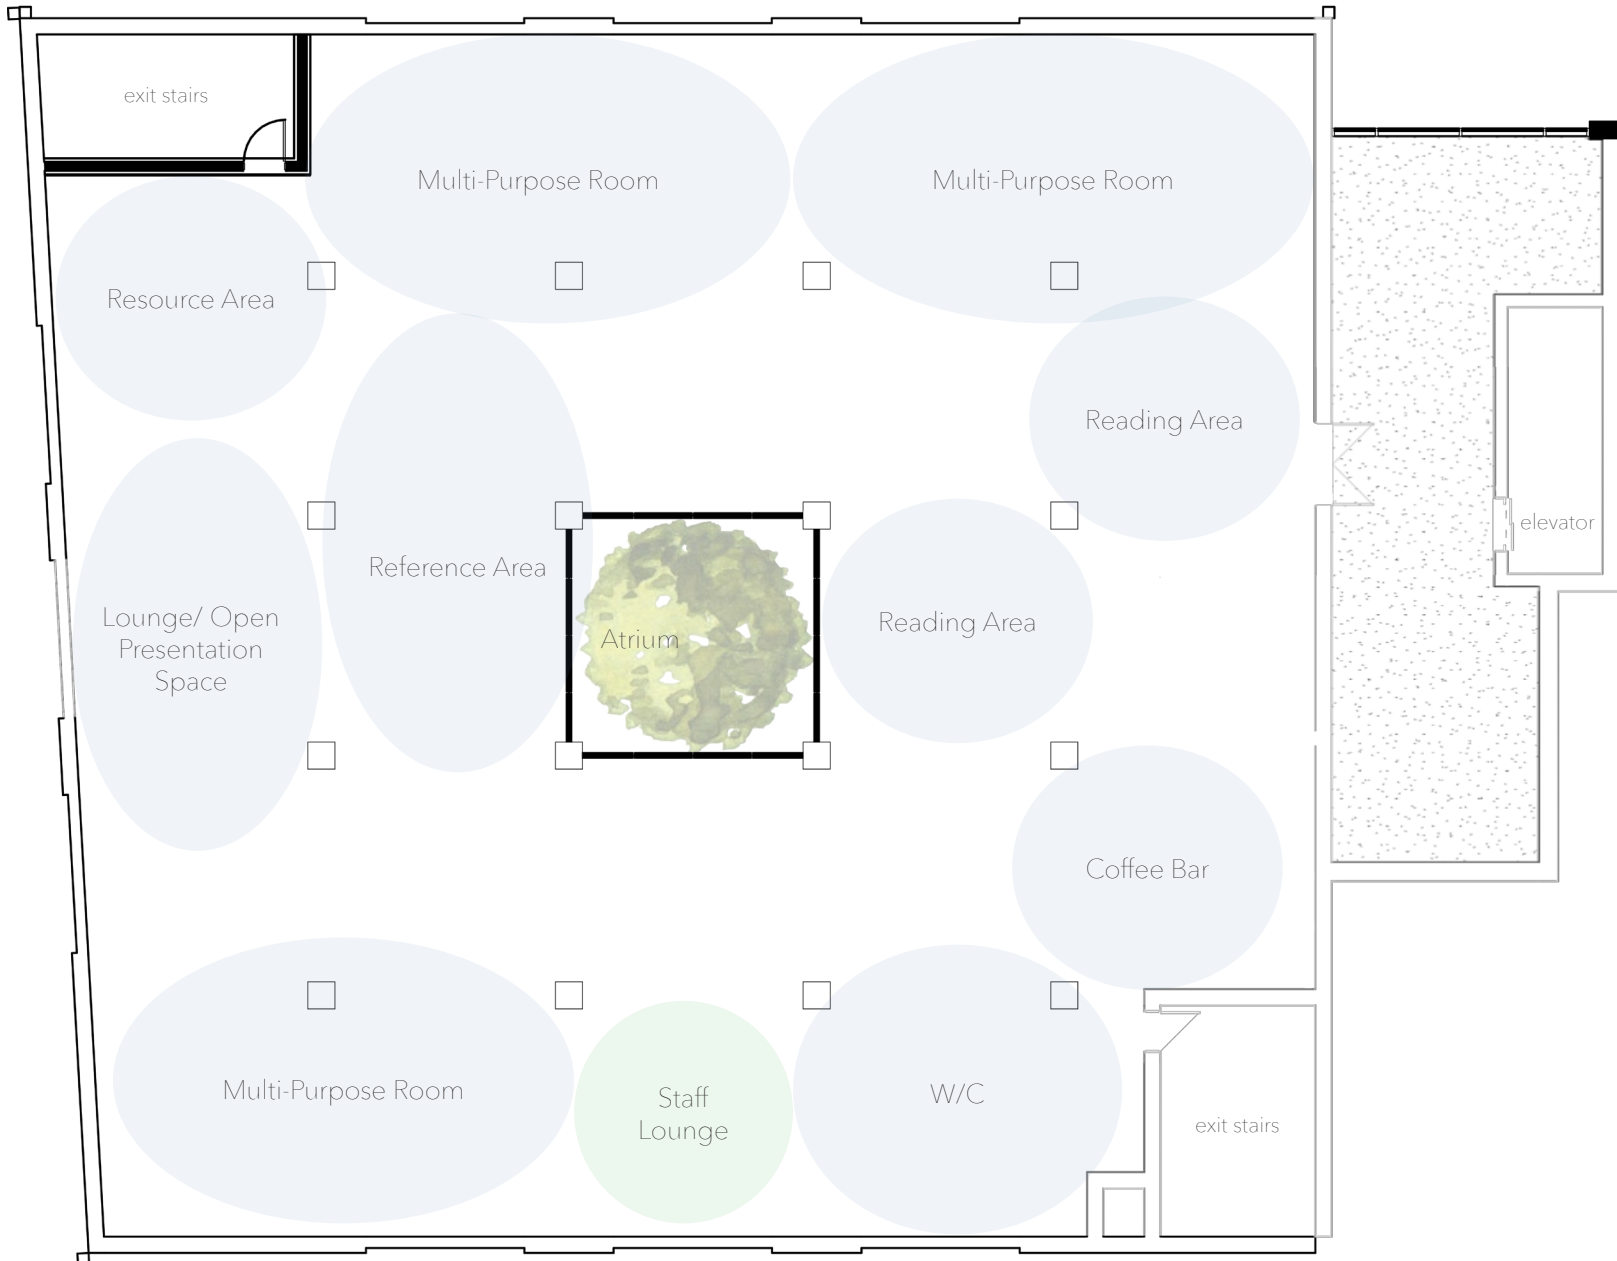 exit stairs
Multi-Purpose Room
Multi-Purpose Room
Resource Area
Reading Area
elevator
Reference Area
Lounge/ Open
Presentation
Space
Atrium
Reading Area
Coffee Bar
Multi-Purpose Room
Staff
Lounge
W/C
exit stairs